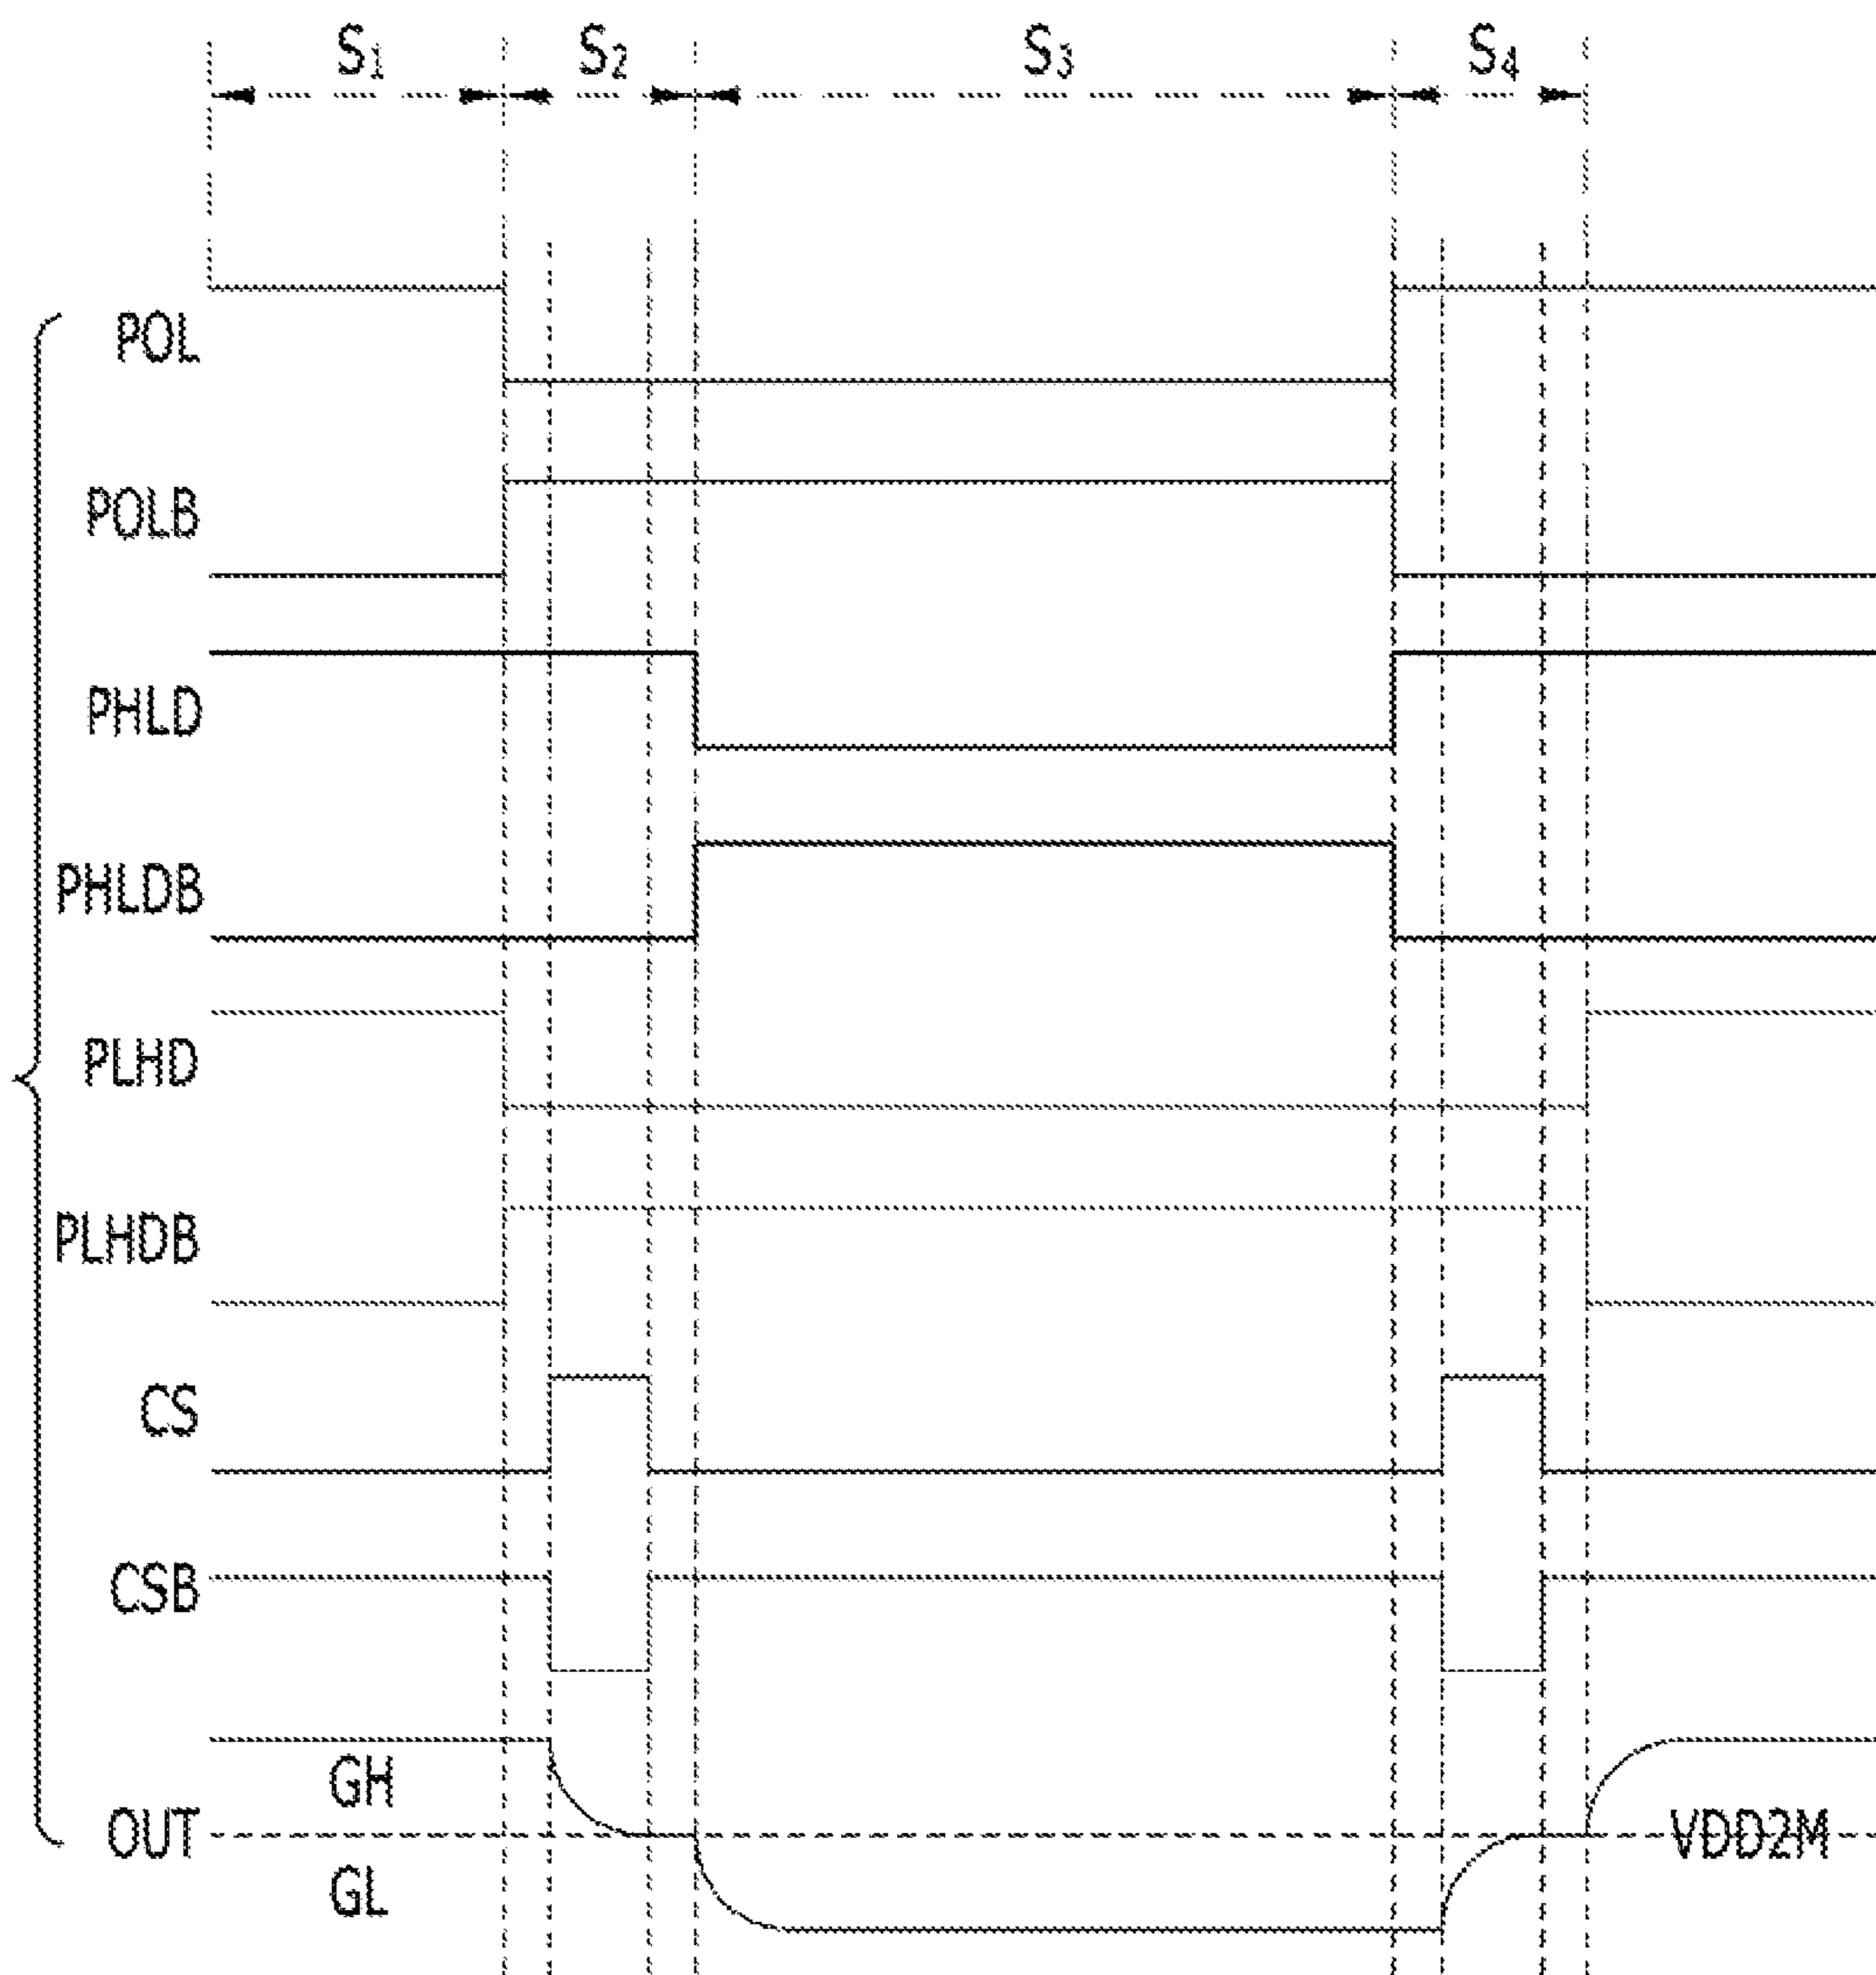 S1 S2 S3 S4
POL
POLB
PHLD
PHLDB
PLHD
PLHDB
CS
CSB
GH
OUT VDD2M
GL